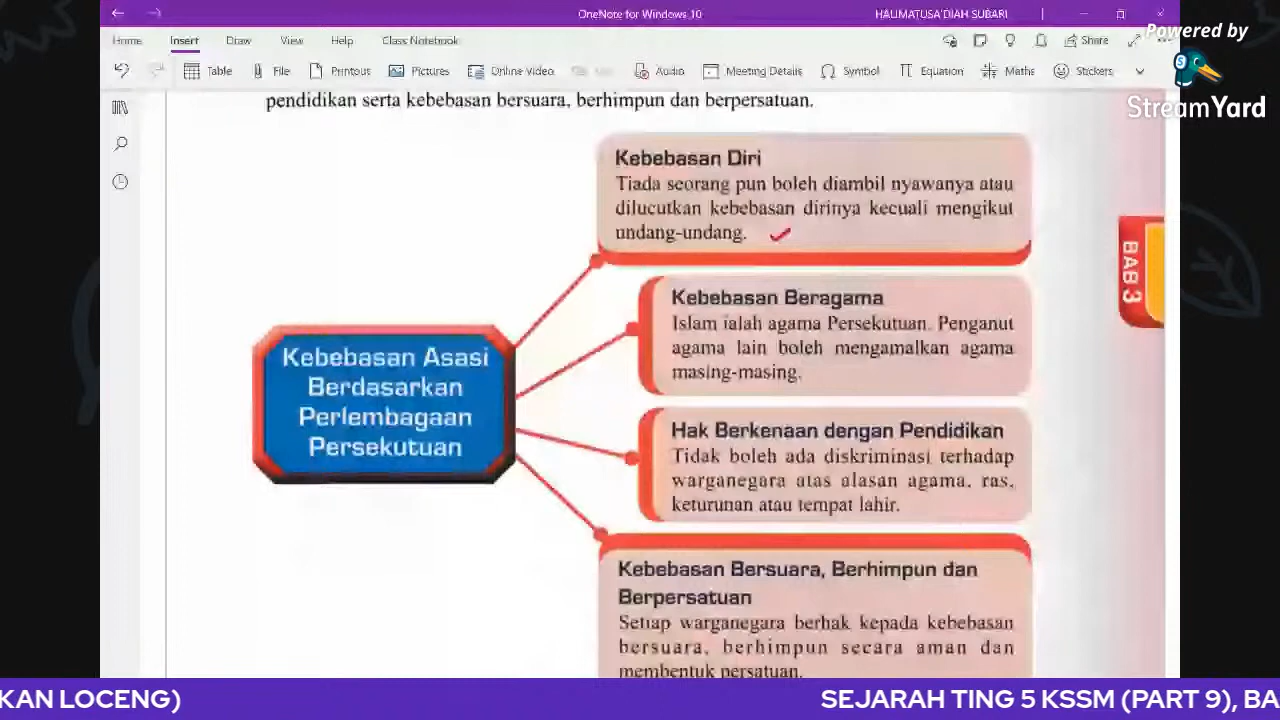 OneNote for Windows 10
HALIMATUSA'DIAH SUBARI
Powered by
StreamYard
Home
Insert
Draw
View
Help
Class Notebook
Share
Table
File
Printous
Pictures
Online Video
Audio
Meeting Details
Symbol
Equation
Maths
Stickers
pendidikan serta kebebasan bersuara, berhimpun dan berpersatuan.
Kebebasan Diri
Tiada seorang pun boleh diambil nyawanya atau
dilucutkan kebebasan dirinya kecuali mengikut
undang-undang.
BAB 3
Kebebasan Beragama
Islam ialah agama Persekutuan. Penganut
agama lain boleh mengamalkan agama
masing-masing.
Kebebasan Asasi
Berdasarkan
Perlembagaan
Persekutuan
Hak Berkenaan dengan Pendidikan
Tidak boleh ada diskriminasi terhadap
warganegara atas alasan agama, ras,
keturunan atau tempat lahir.
Kebebasan Bersuara, Berhimpun dan
Berpersatuan
Setiap warganegara berhak kepada kebebasan
bersuara, berhimpun secara aman dan
membentuk persatuan.
KAN LOCENG)
SEJARAH TING 5 KSSM (PART 9), BA